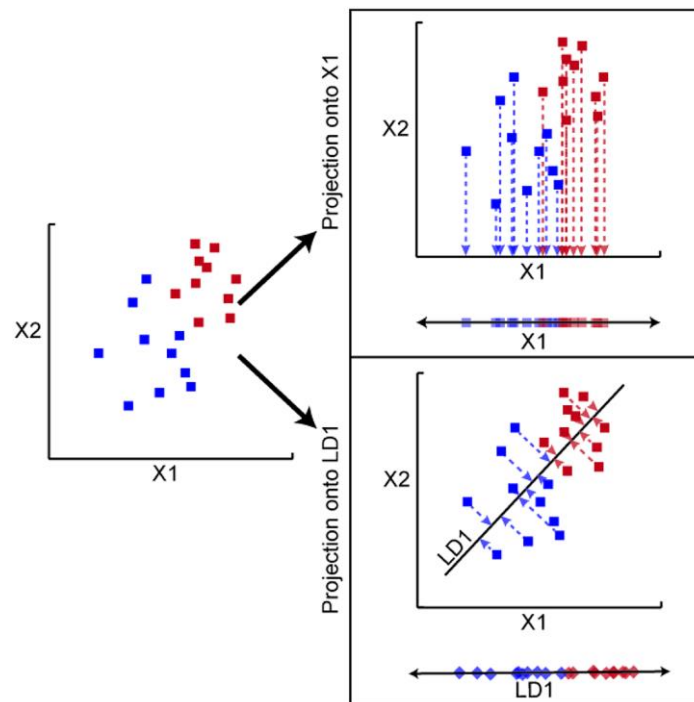 X2
X1
Projection onto X1
X2
X1
X1
Projection onto LD1
X2
LD1
X1
LD1